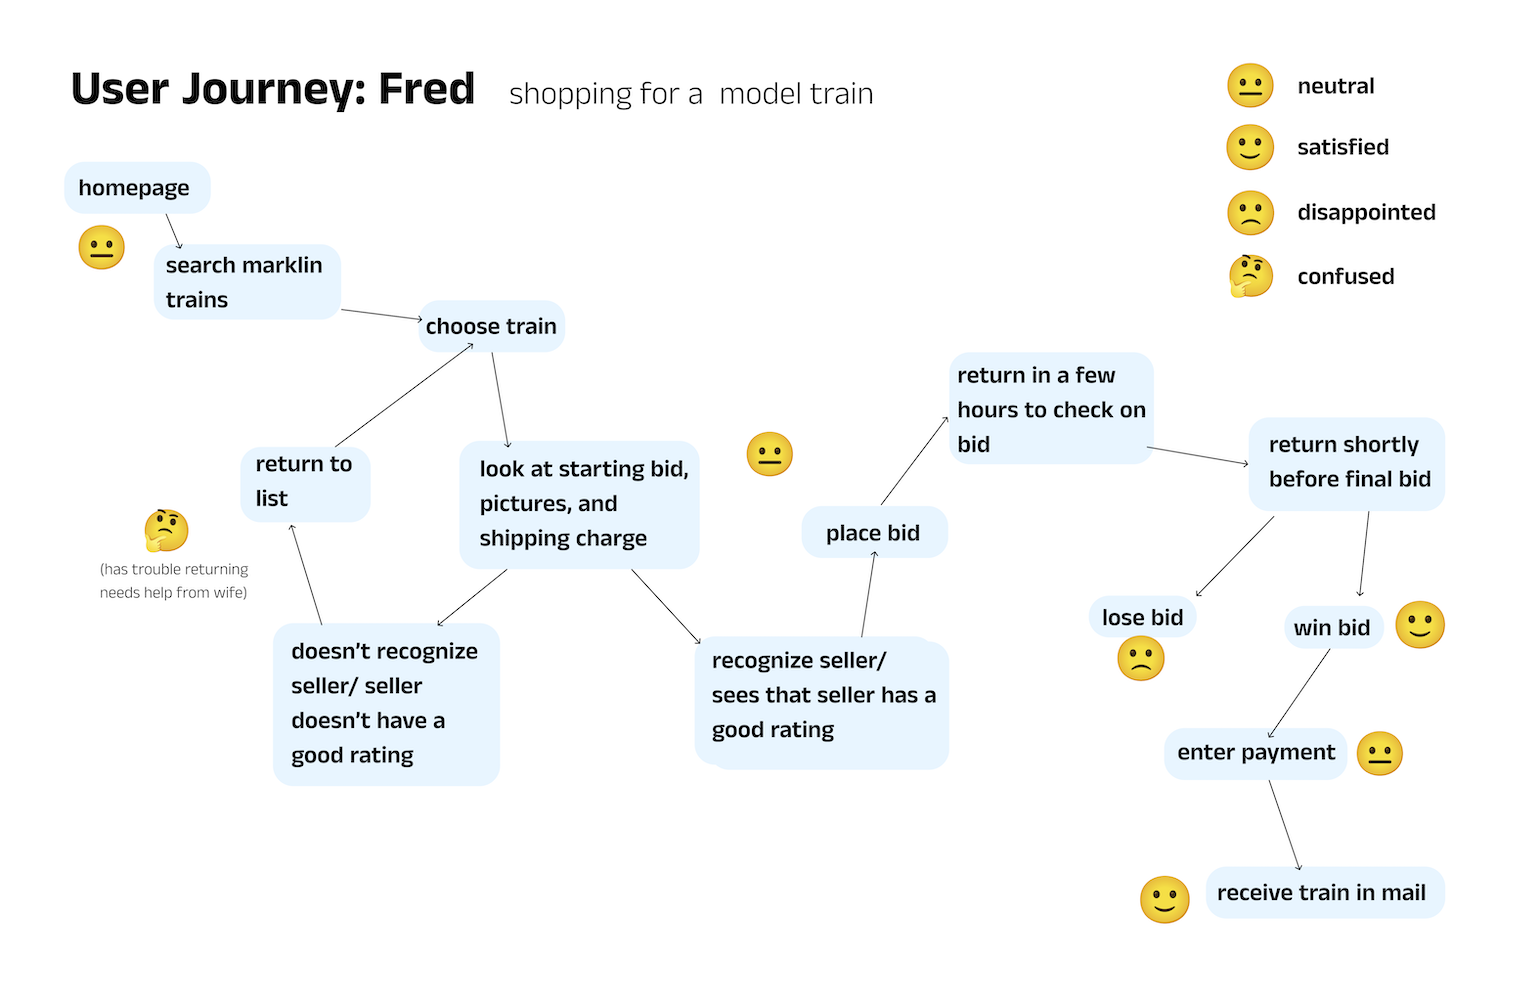 User Journey: Fred shopping for a model train
neutral
satisfied
disappointed
confused
homepage
search marklin
trains
choose train
return to
list
(has trouble returning
needs help from wife)
look at starting bid,
pictures, and
shipping charge
doesn't recognize
seller/ seller
doesn't have a
good rating
recognize seller/
sees that seller has a
good rating
place bid
return in a few
hours to check on
bid
return shortly
before final bid
lose bid
win bid
enter payment
receive train in mail